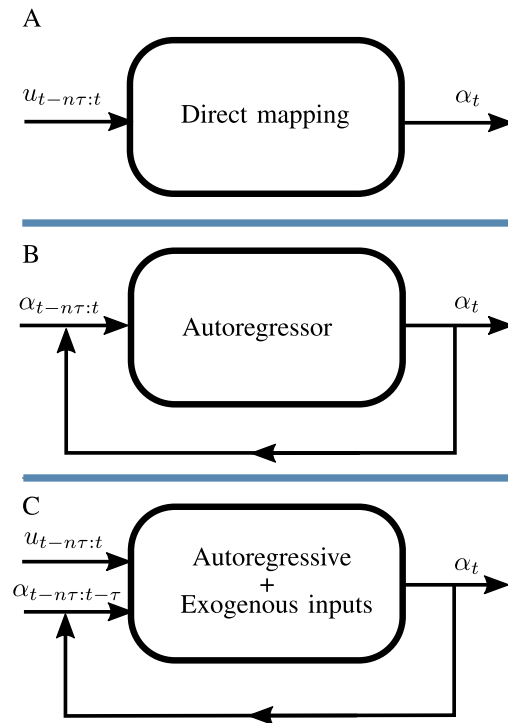 A
u_{t−nτ:t}
Direct mapping
α_t
B
α_{t−nτ:t}
Autoregressor
α_t
C
u_{t−nτ:t}
α_{t−nτ:t−τ}
Autoregressive
+
Exogenous inputs
α_t